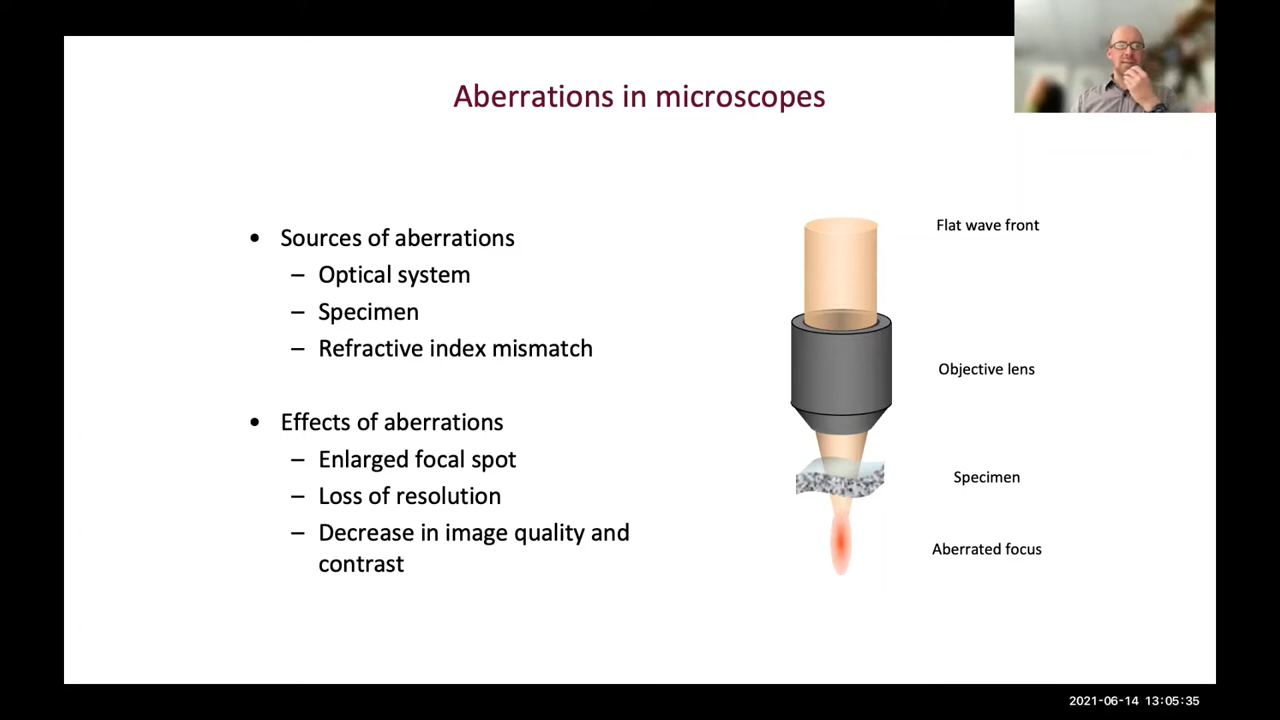 Aberrations in microscopes
• Sources of aberrations
– Optical system
– Specimen
– Refractive index mismatch
• Effects of aberrations
– Enlarged focal spot
– Loss of resolution
– Decrease in image quality and
contrast
Flat wave front
Objective lens
Specimen
Aberrated focus
2021-06-14 13:05:35